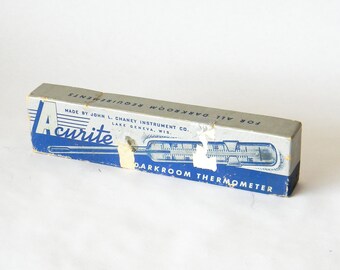 FOR ALL DARKROOM REQUIREMENTS
MADE BY JOHN L. CHANEY INSTRUMENT CO.
LAKE GENEVA, WIS.
Acurite
DARKROOM THERMOMETER